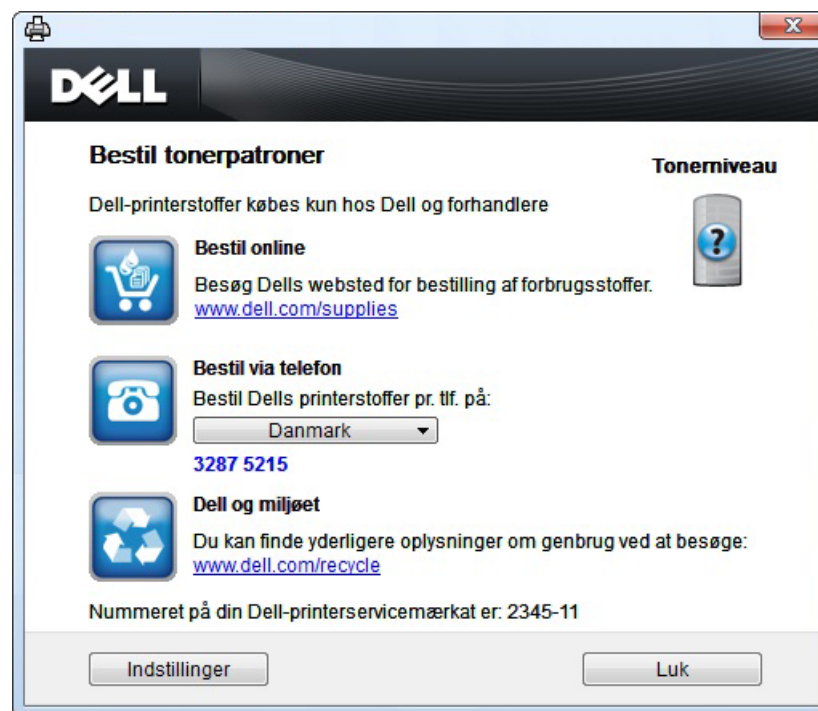 DELL
Bestil tonerpatroner
Tonerniveau
Dell-printerstoffer købes kun hos Dell og forhandlere
?
Bestil online
Besøg Dells websted for bestilling af forbrugsstoffer.
www.dell.com/supplies
Bestil via telefon
Bestil Dells printerstoffer pr. tlf. på:
Danmark
3287 5215
Dell og miljøet
Du kan finde yderligere oplysninger om genbrug ved at besøge:
www.dell.com/recycle
Nummeret på din Dell-printerservicemærkat er: 2345-11
Indstillinger
Luk